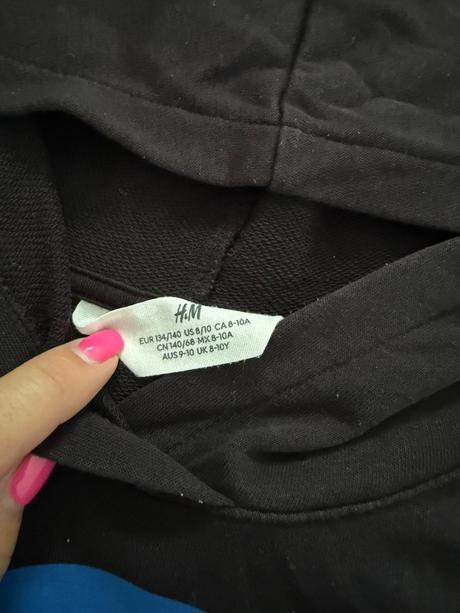 H&M
EUR 134/140 US 8/10 CA 8-10A
CN 140/68 MX 8-10A
AUS 9-10 UK 8-10Y